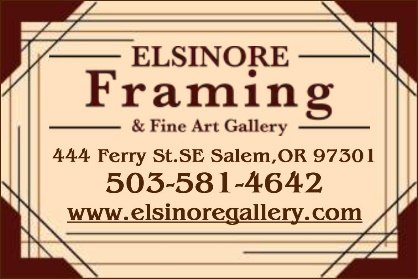 ELSINORE
Framing
& Fine Art Gallery
444 Ferry St.SE Salem,OR 97301
503-581-4642
www.elsinoregallery.com